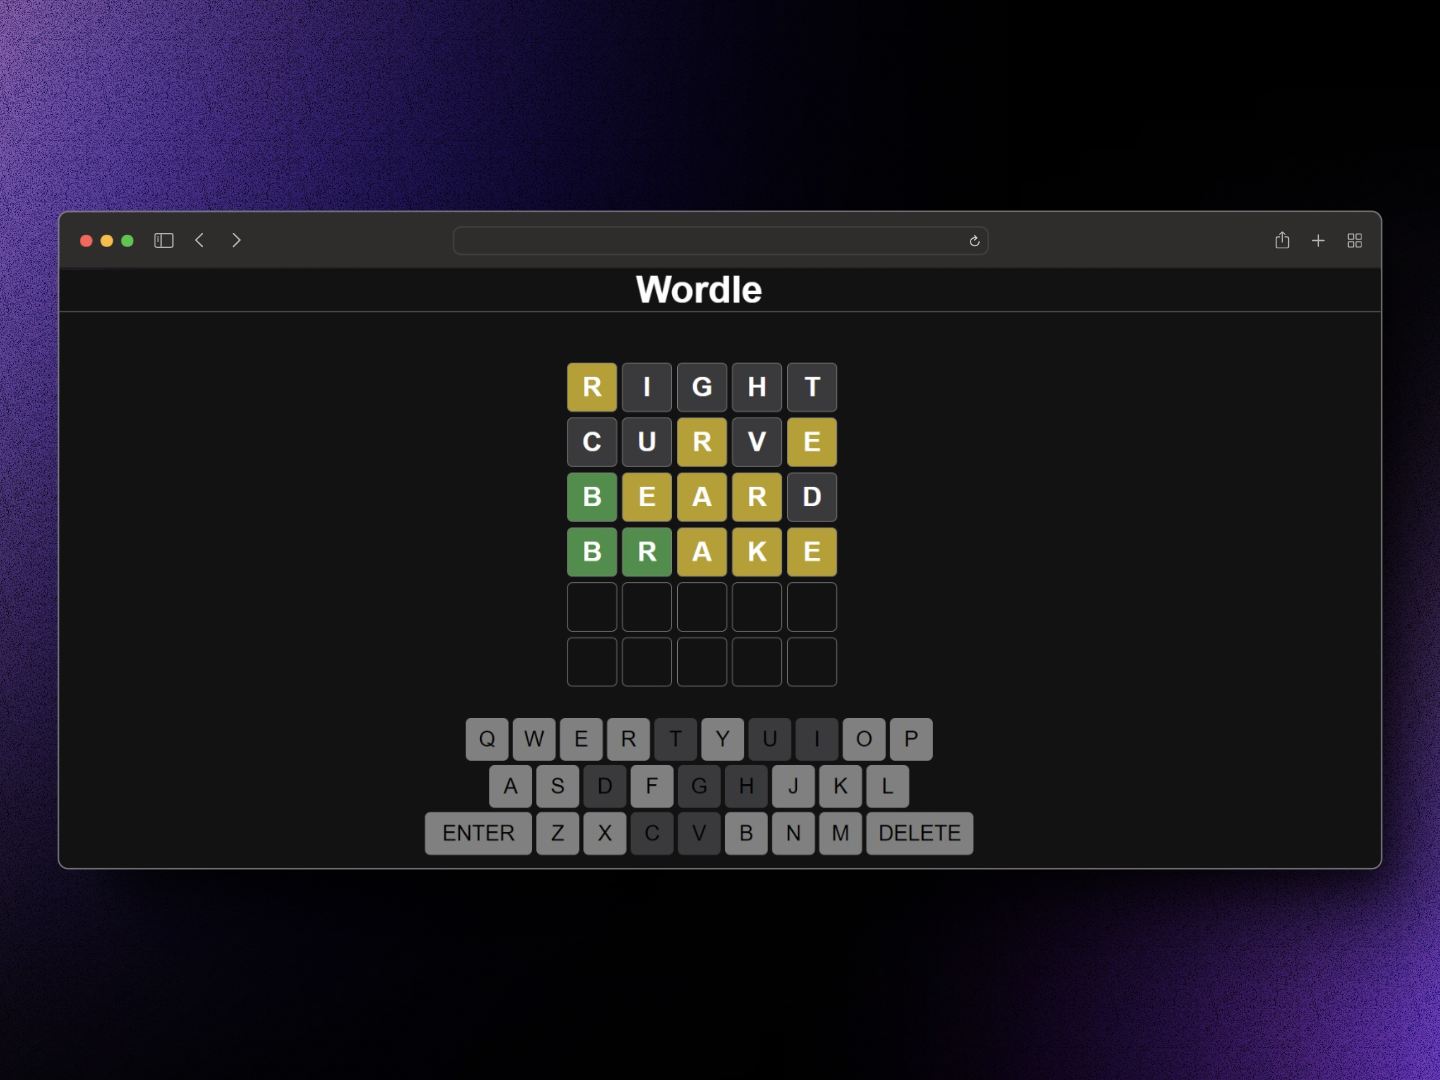 Wordle
R I G H T
C U R V E
B E A R D
B R A K E
Q W E R T Y U I O P
A S D F G H J K L
ENTER Z X C V B N M DELETE